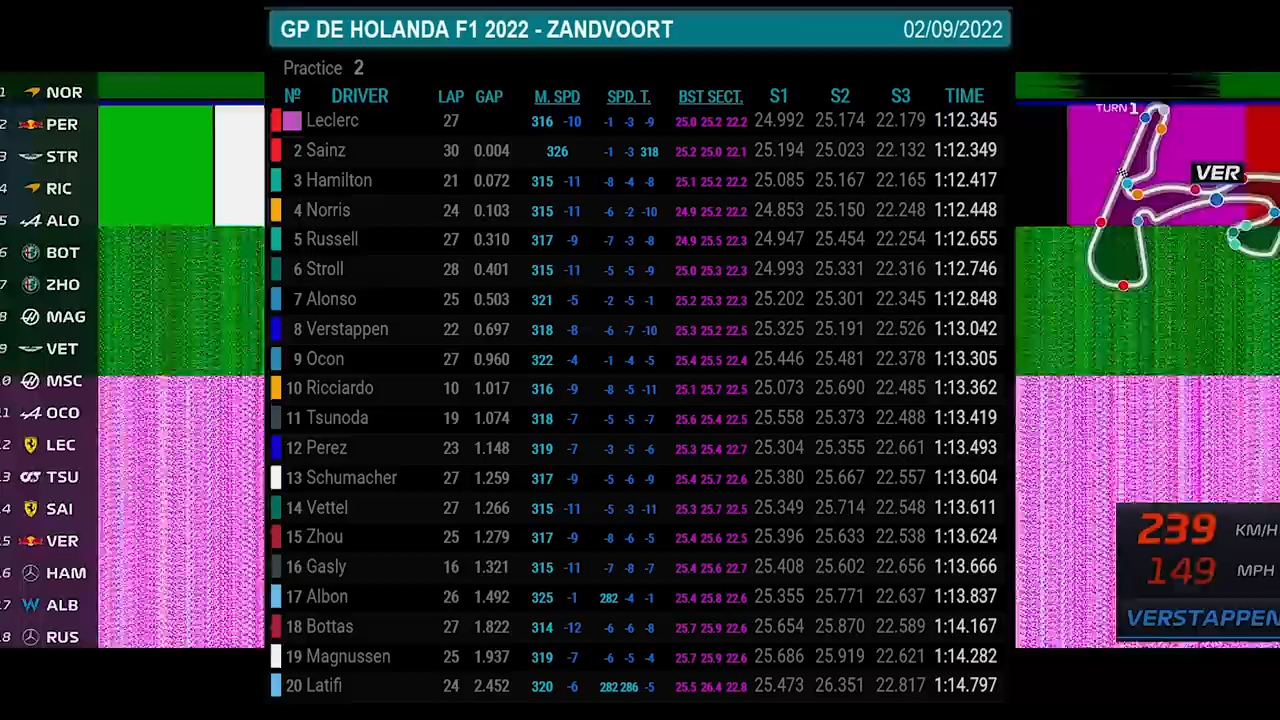 GP DE HOLANDA F1 2022 - ZANDVOORT 02/09/2022
Practice 2
Nº DRIVER LAP GAP M. SPD SPD. T. BST SECT. S1 S2 S3 TIME
Leclerc 27 316 -10 -1 -3 -9 25.0 25.2 22.2 24.992 25.174 22.179 1:12.345
2 Sainz 30 0.004 326 -1 -3 318 25.2 25.0 22.1 25.194 25.023 22.132 1:12.349
3 Hamilton 21 0.072 315 -11 -8 -4 -8 25.1 25.2 22.2 25.085 25.167 22.165 1:12.417
4 Norris 24 0.103 315 -11 -6 -2 -10 24.9 25.2 22.2 24.853 25.150 22.248 1:12.448
5 Russell 27 0.310 317 -9 -7 -3 -8 24.9 25.5 22.3 24.947 25.454 22.254 1:12.655
6 Stroll 28 0.401 315 -11 -5 -5 -9 25.0 25.3 22.3 24.993 25.331 22.316 1:12.746
7 Alonso 25 0.503 321 -5 -2 -5 -1 25.2 25.3 22.3 25.202 25.301 22.345 1:12.848
8 Verstappen 22 0.697 318 -8 -6 -7 -10 25.3 25.2 22.5 25.325 25.191 22.526 1:13.042
9 Ocon 27 0.960 322 -4 -1 -4 -5 25.4 25.5 22.4 25.446 25.481 22.378 1:13.305
10 Ricciardo 10 1.017 316 -9 -8 -5 -11 25.1 25.7 22.5 25.073 25.690 22.485 1:13.362
11 Tsunoda 19 1.074 318 -7 -5 -5 -7 25.6 25.4 22.5 25.558 25.373 22.488 1:13.419
12 Perez 23 1.148 319 -7 -3 -5 -6 25.3 25.4 22.7 25.304 25.355 22.661 1:13.493
13 Schumacher 27 1.259 317 -9 -5 -6 -9 25.4 25.7 22.6 25.380 25.667 22.557 1:13.604
14 Vettel 27 1.266 315 -11 -5 -3 -11 25.3 25.7 22.5 25.349 25.714 22.548 1:13.611
15 Zhou 25 1.279 317 -9 -8 -6 -5 25.4 25.6 22.5 25.396 25.633 22.538 1:13.624
16 Gasly 16 1.321 315 -11 -7 -8 -7 25.4 25.6 22.7 25.408 25.602 22.656 1:13.666
17 Albon 26 1.492 325 -1 282 -4 -1 25.4 25.8 22.6 25.355 25.771 22.637 1:13.837
18 Bottas 27 1.822 314 -12 -6 -6 -8 25.7 25.9 22.6 25.654 25.870 22.589 1:14.167
19 Magnussen 25 1.937 319 -7 -6 -5 -4 25.7 25.9 22.6 25.686 25.919 22.621 1:14.282
20 Latifi 24 2.452 320 -6 282 286 -5 25.5 26.4 22.8 25.473 26.351 22.817 1:14.797
1 NOR
2 PER
3 STR
4 RIC
5 ALO
6 BOT
7 ZHO
8 MAG
9 VET
0 MSC
1 OCO
2 LEC
3 TSU
4 SAI
5 VER
6 HAM
7 ALB
8 RUS
TURN 1
VER
239 KM/H
149 MPH
VERSTAPPEN